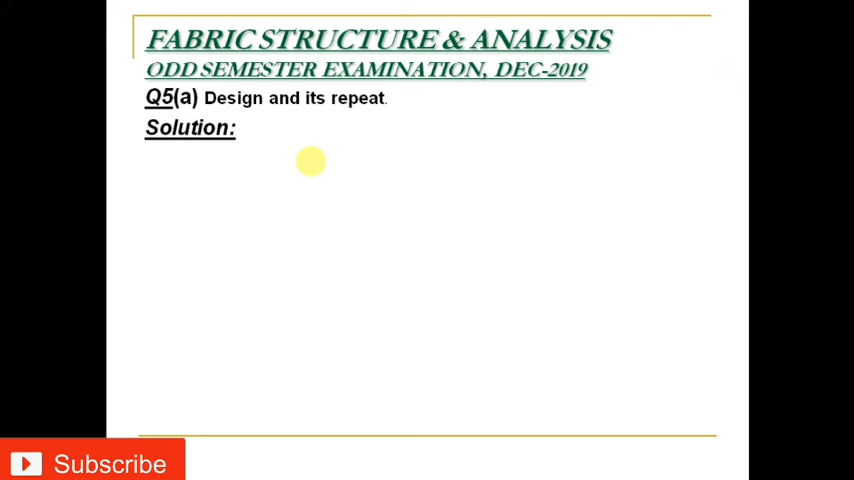 FABRIC STRUCTURE & ANALYSIS
ODD SEMESTER EXAMINATION, DEC-2019
Q5(a) Design and its repeat.
Solution:
Subscribe